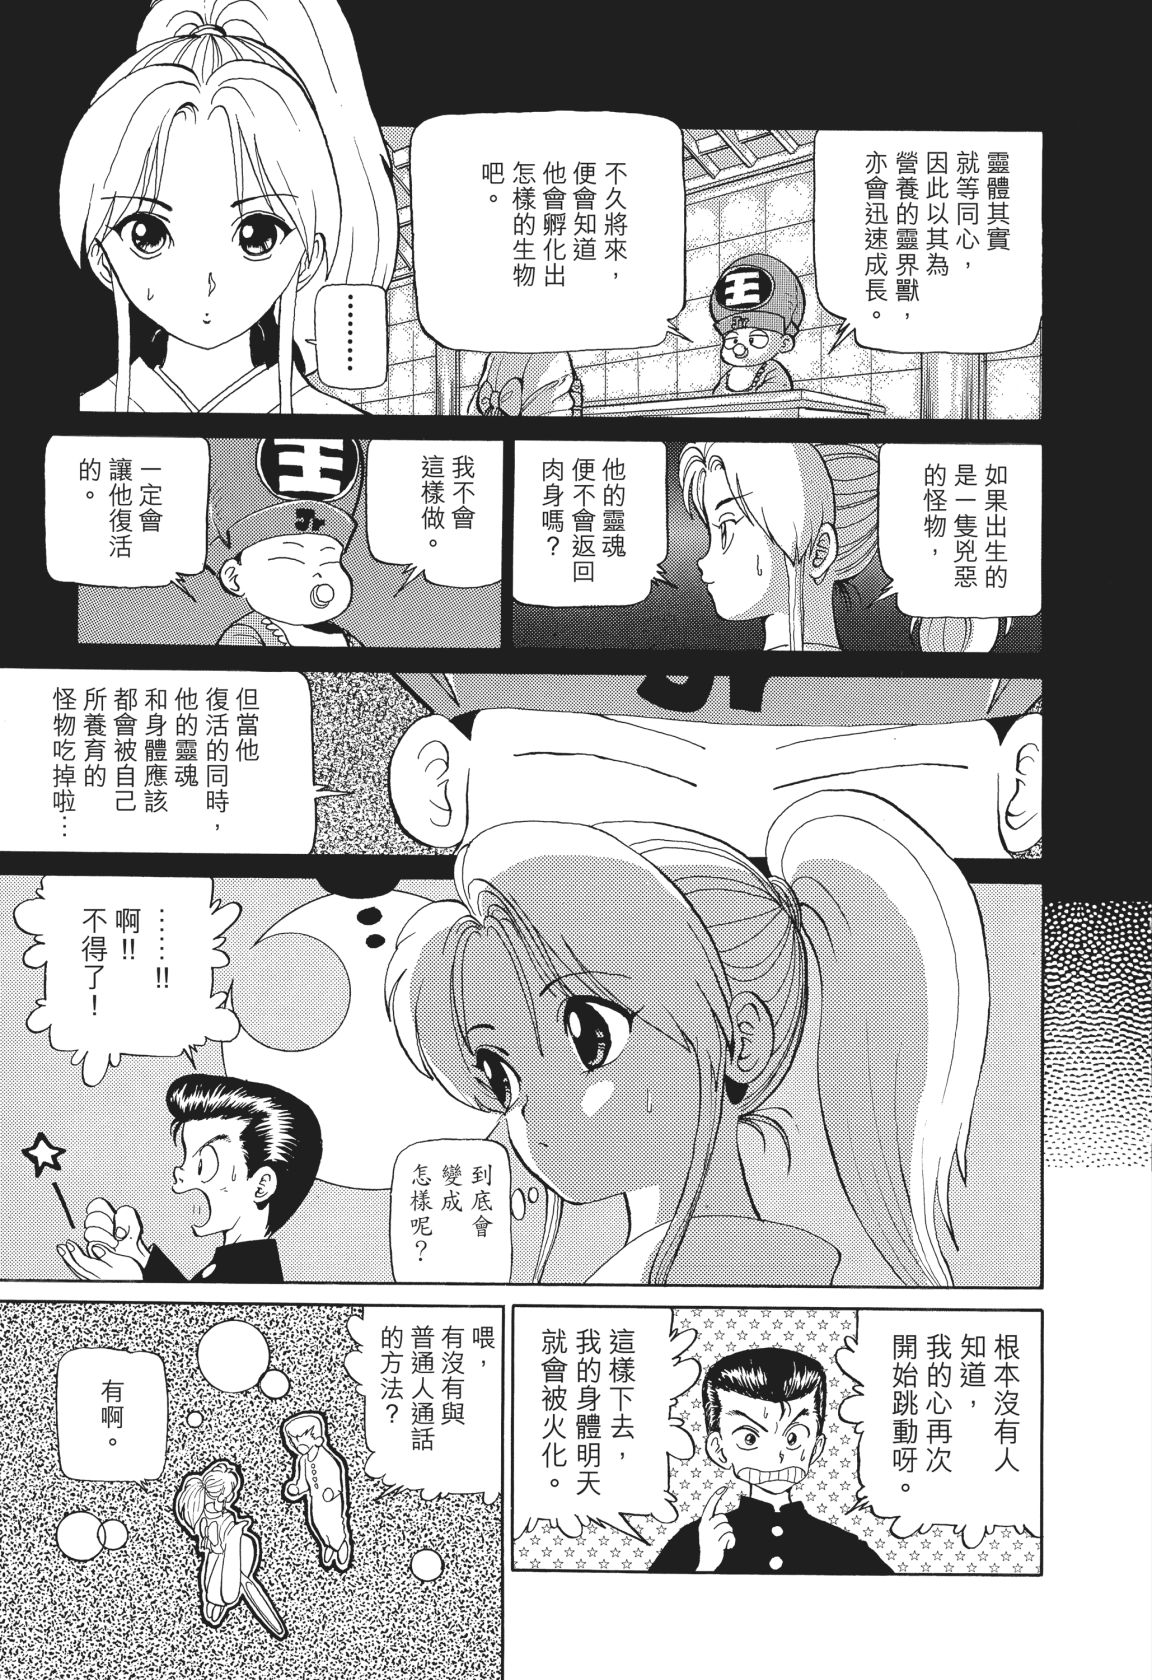 靈體其實
就等同心，
因此以其為
營養的靈界獸，
亦會迅速成長。
不久將來，
便會知道
他會孵化出
怎樣的生物
吧。
王
Jr
………
如果出生的
是一隻兇惡
的怪物，
他的靈魂
便不會返回
肉身嗎？
我不會
這樣做。
王
Jr
一定會
讓他復活
的。
Jr
但當他
復活的同時，
他的靈魂
和身體應該
都會被自己
所養育的
怪物吃掉啦…
到底會
變成
怎樣呢？
……!!
啊!!
不得了！
根本沒有人
知道，
我的心再次
開始跳動呀。
這樣下去，
我的身體明天
就會被火化。
喂，
有沒有與
普通人通話
的方法？
有啊。